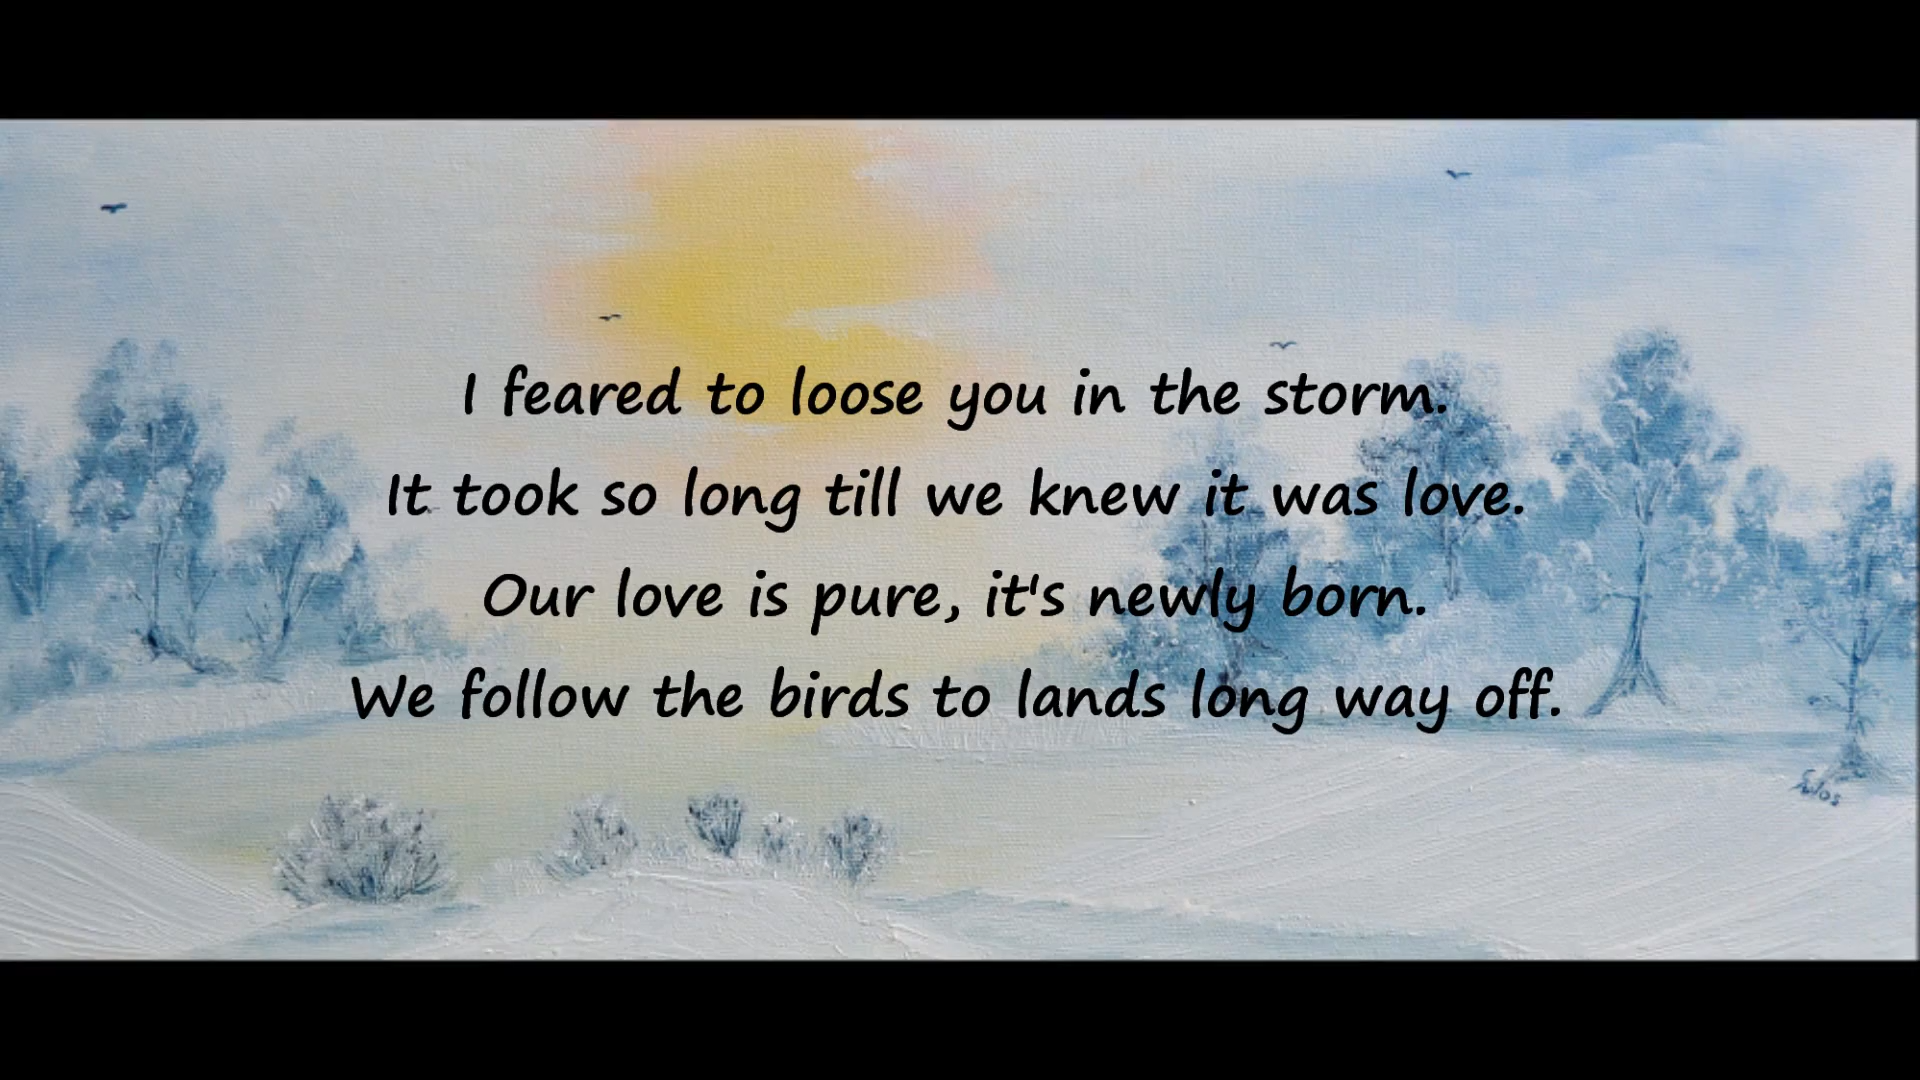 I feared to loose you in the storm.
It took so long till we knew it was love.
Our love is pure, it's newly born.
We follow the birds to lands long way off.